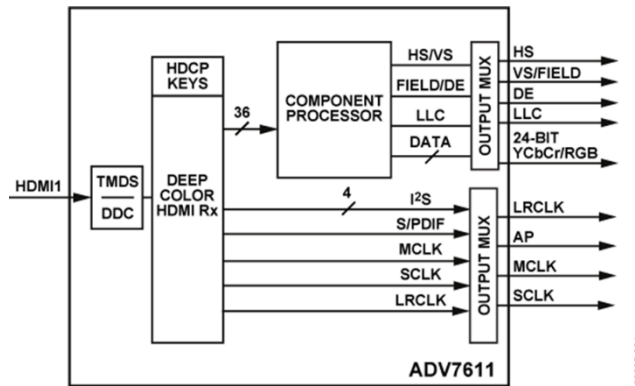 HDCP
KEYS
36
COMPONENT
PROCESSOR
HS/VS
FIELD/DE
LLC
DATA
OUTPUT MUX
HS
VS/FIELD
DE
LLC
24-BIT
YCbCr/RGB
HDMI1
TMDS
DDC
DEEP
COLOR
HDMI Rx
4
I²S
S/PDIF
MCLK
SCLK
LRCLK
OUTPUT MUX
LRCLK
AP
MCLK
SCLK
ADV7611